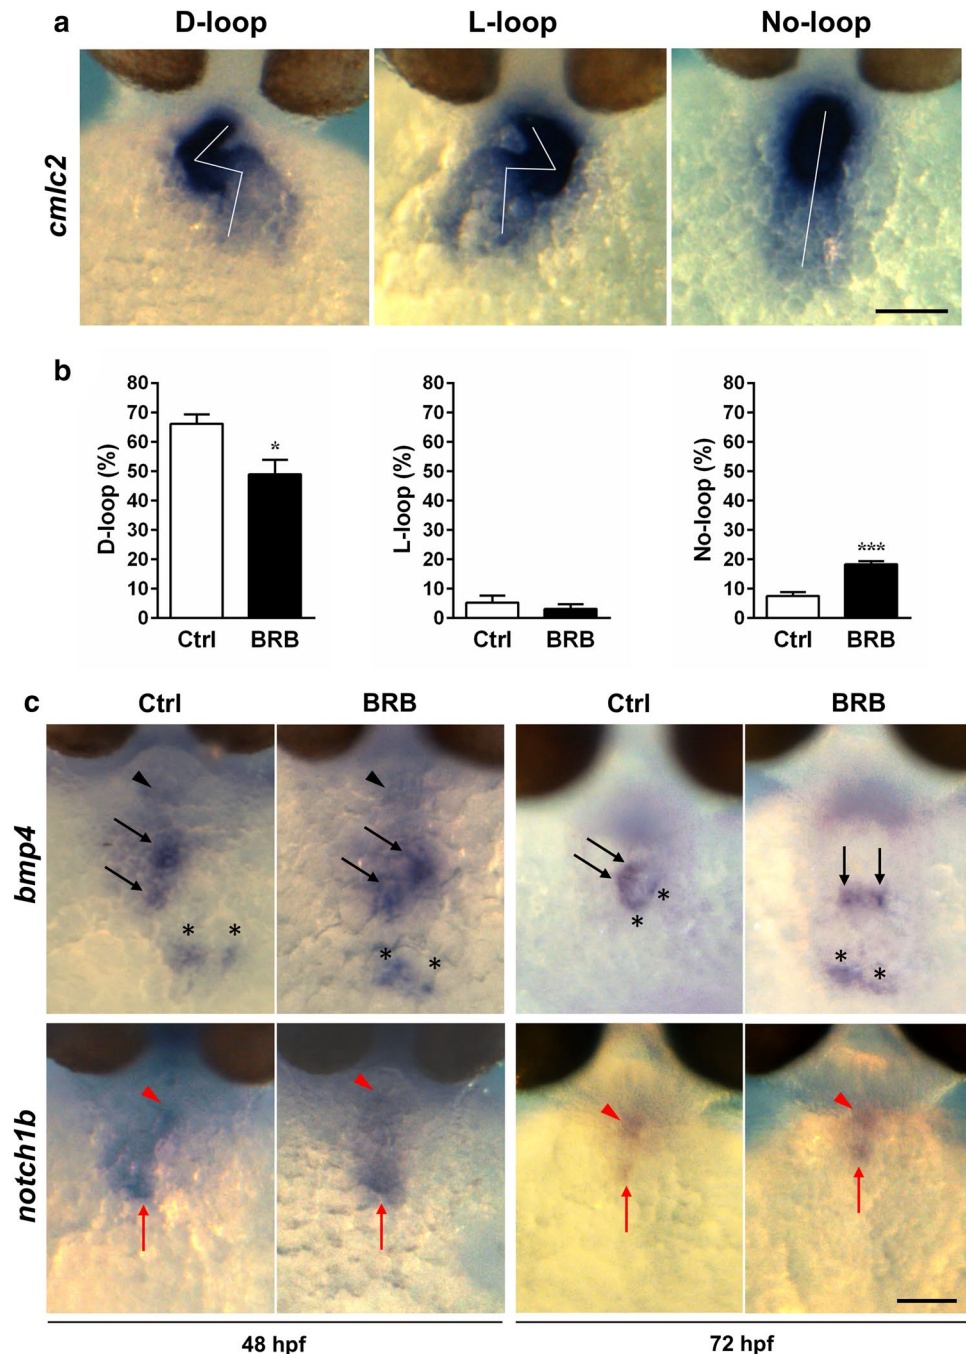 a
D-loop L-loop No-loop
cmlc2
b
D-loop (%)
80
70
60
50
40
30
20
10
0
*
Ctrl BRB
L-loop (%)
80
70
60
50
40
30
20
10
0
Ctrl BRB
No-loop (%)
80
70
60
50
40
30
20
10
0
***
Ctrl BRB
c
Ctrl BRB Ctrl BRB
bmp4
* * * * * * * *
notch1b
48 hpf 72 hpf